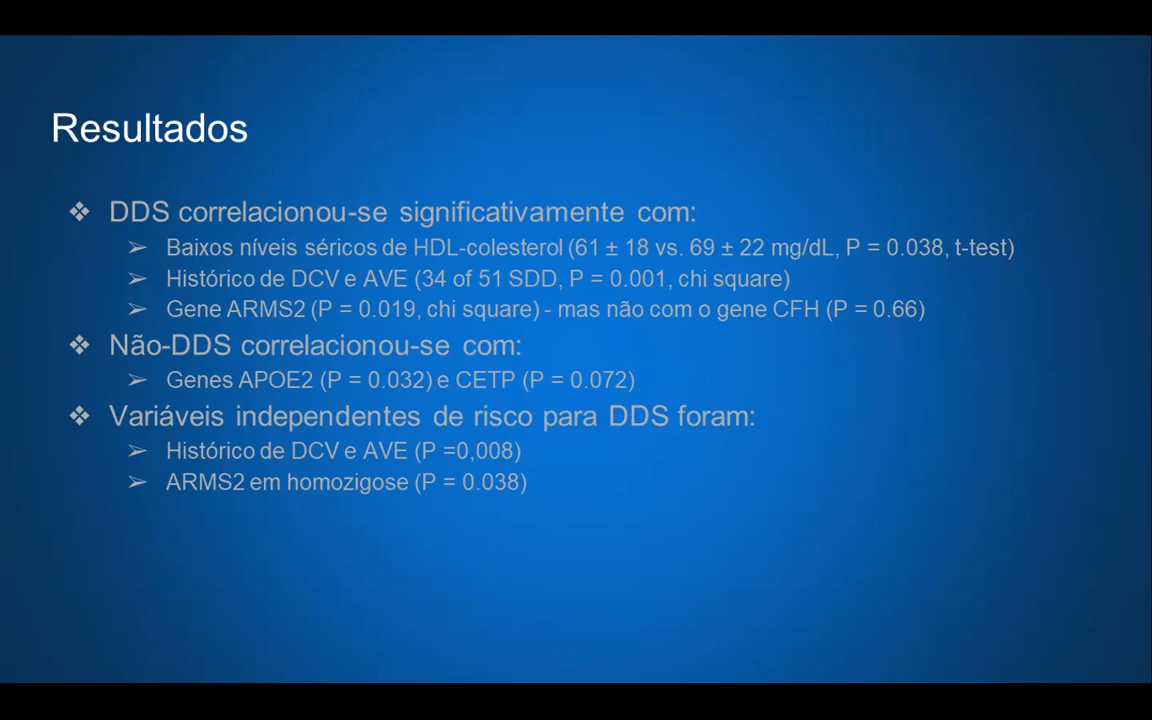 Resultados
❖ DDS correlacionou-se significativamente com:
➢ Baixos níveis séricos de HDL-colesterol (61 ± 18 vs. 69 ± 22 mg/dL, P = 0.038, t-test)
➢ Histórico de DCV e AVE (34 of 51 SDD, P = 0.001, chi square)
➢ Gene ARMS2 (P = 0.019, chi square) - mas não com o gene CFH (P = 0.66)
❖ Não-DDS correlacionou-se com:
➢ Genes APOE2 (P = 0.032) e CETP (P = 0.072)
❖ Variáveis independentes de risco para DDS foram:
➢ Histórico de DCV e AVE (P =0,008)
➢ ARMS2 em homozigose (P = 0.038)